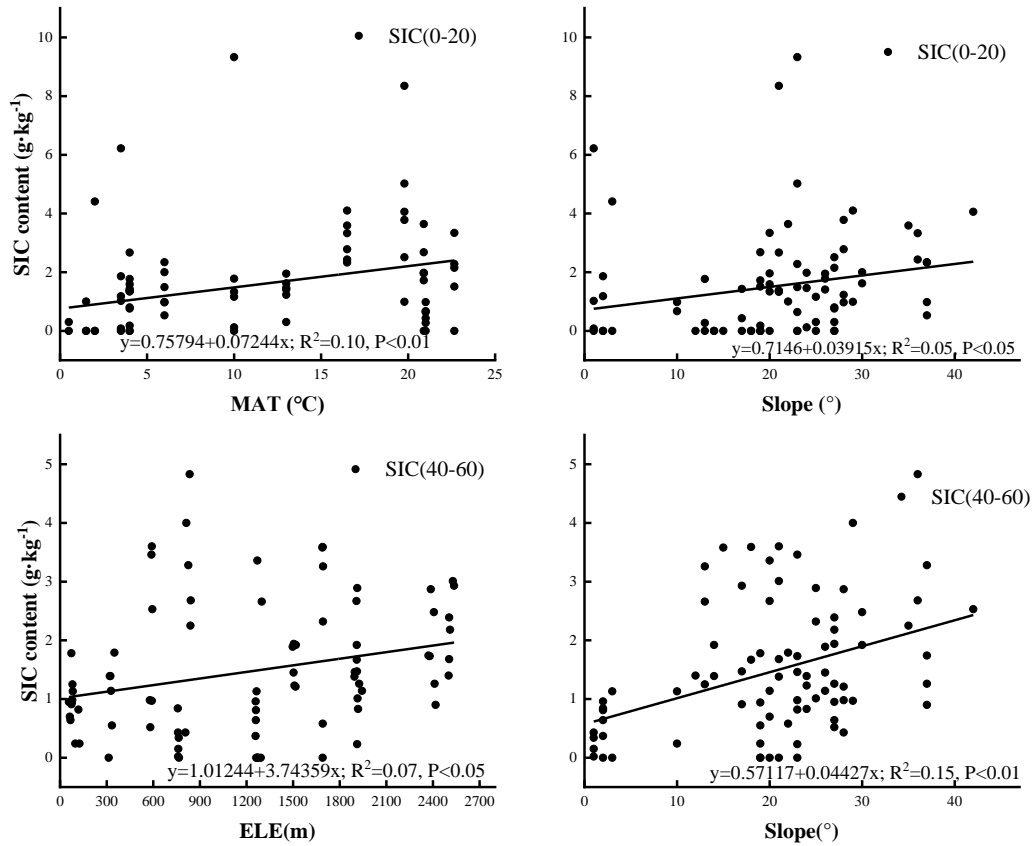 SIC(0-20)
SIC content (g·kg⁻¹)
10
8
6
4
2
0
y=0.75794+0.07244x; R²=0.10, P<0.01
0 5 10 15 20 25
MAT (℃)
SIC(0-20)
10
8
6
4
2
0
y=0.7146+0.03915x; R²=0.05, P<0.05
0 10 20 30 40
Slope (°)
SIC(40-60)
SIC content (g·kg⁻¹)
5
4
3
2
1
0
y=1.01244+3.74359x; R²=0.07, P<0.05
0 300 600 900 1200 1500 1800 2100 2400 2700
ELE(m)
SIC(40-60)
5
4
3
2
1
0
y=0.57117+0.04427x; R²=0.15, P<0.01
0 10 20 30 40
Slope(°)